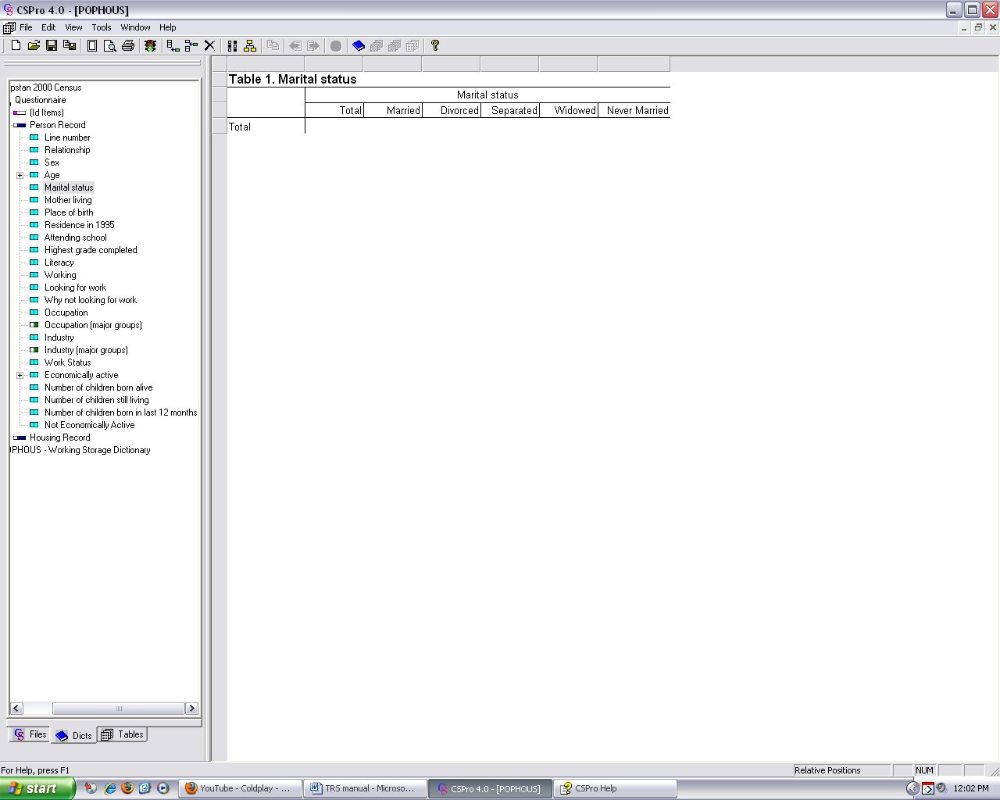 CSPro 4.0 - [POPHOUS]
File Edit View Tools Window Help
pstan 2000 Census
Questionnaire
(Id Items)
Person Record
Line number
Relationship
Sex
Age
Marital status
Mother living
Place of birth
Residence in 1995
Attending school
Highest grade completed
Literacy
Working
Looking for work
Why not looking for work
Occupation
Occupation (major groups)
Industry
Industry (major groups)
Work Status
Economically active
Number of children born alive
Number of children still living
Number of children born in last 12 months
Not Economically Active
Housing Record
PHOUS - Working Storage Dictionary
Files Dicts Tables
Table 1. Marital status
Marital status
Total Married Divorced Separated Widowed Never Married
Total
For Help, press F1
Relative Positions NUM
start YouTube - Coldplay - ... TRS manual - Microso... CSPro 4.0 - [POPHOUS] CSPro Help 12:02 PM